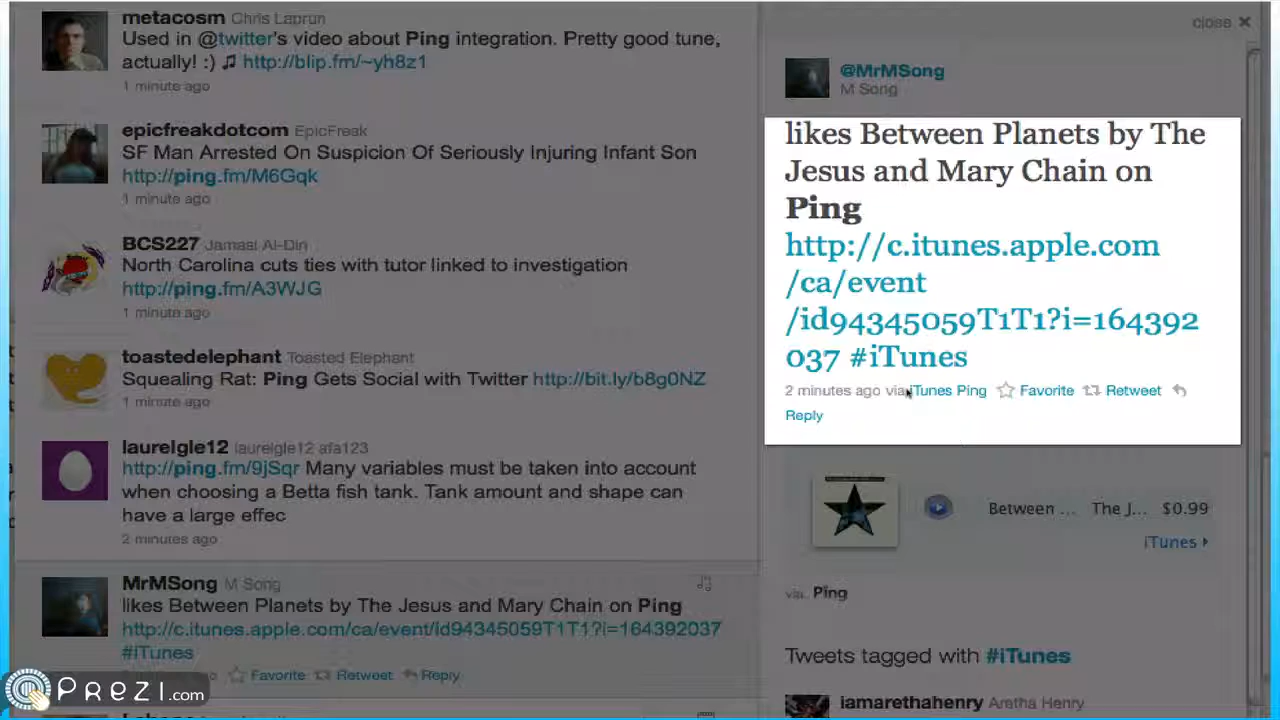 metacosm Chris Laprun
Used in @twitter's video about Ping integration. Pretty good tune,
actually! :) ♫ http://blip.fm/~yh8z1
1 minute ago
epicfreakdotcom EpicFreak
SF Man Arrested On Suspicion Of Seriously Injuring Infant Son
http://ping.fm/M6Gqk
1 minute ago
BCS227 Jamaal Al-Din
North Carolina cuts ties with tutor linked to investigation
http://ping.fm/A3WJG
1 minute ago
toastedelephant Toasted Elephant
Squealing Rat: Ping Gets Social with Twitter http://bit.ly/b8g0NZ
1 minute ago
laurelgle12 laurelgle12 afa123
http://ping.fm/9jSqr Many variables must be taken into account
when choosing a Betta fish tank. Tank amount and shape can
have a large effec
2 minutes ago
MrMSong M Song
likes Between Planets by The Jesus and Mary Chain on Ping
http://c.itunes.apple.com/ca/event/id94345059T1T1?i=164392037
#iTunes
Favorite Retweet Reply
Prezi.com
close ✕
@MrMSong
M Song
likes Between Planets by The
Jesus and Mary Chain on
Ping
http://c.itunes.apple.com
/ca/event
/id94345059T1T1?i=164392
037 #iTunes
2 minutes ago via iTunes Ping Favorite Retweet
Reply
Between ... The J... $0.99
iTunes
via Ping
Tweets tagged with #iTunes
iamarethahenry Aretha Henry